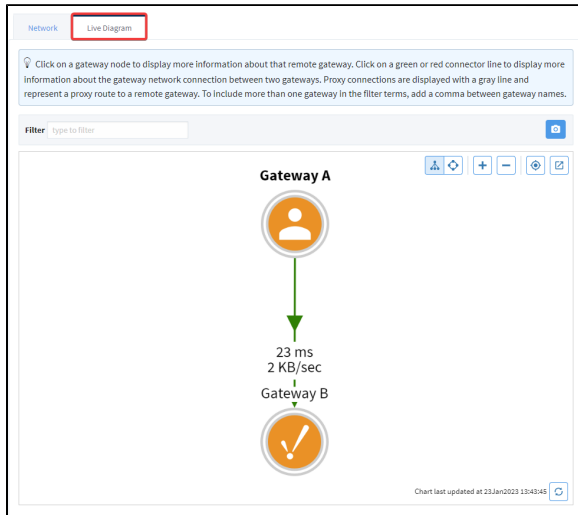 Network
Live Diagram
Click on a gateway node to display more information about that remote gateway. Click on a green or red connector line to display more
information about the gateway network connection between two gateways. Proxy connections are displayed with a gray line and
represent a proxy route to a remote gateway. To include more than one gateway in the filter terms, add a comma between gateway names.
Filter type to filter
Gateway A
23 ms
2 KB/sec
Gateway B
Chart last updated at 23Jan2023 13:43:45